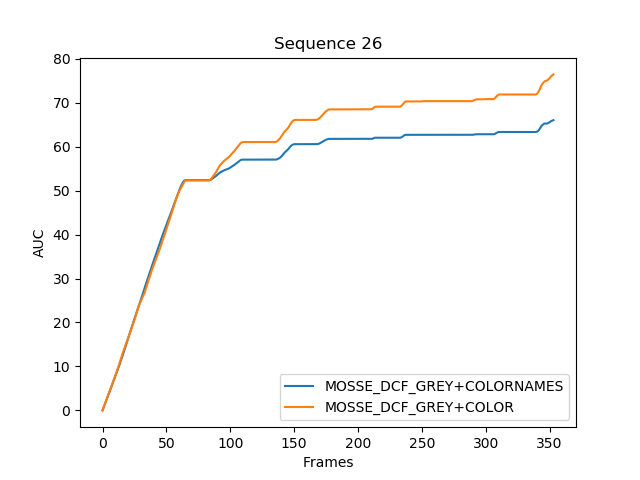 Sequence 26
80
70
60
50
40
30
20
10
0
AUC
MOSSE_DCF_GREY+COLORNAMES
MOSSE_DCF_GREY+COLOR
0 50 100 150 200 250 300 350
Frames